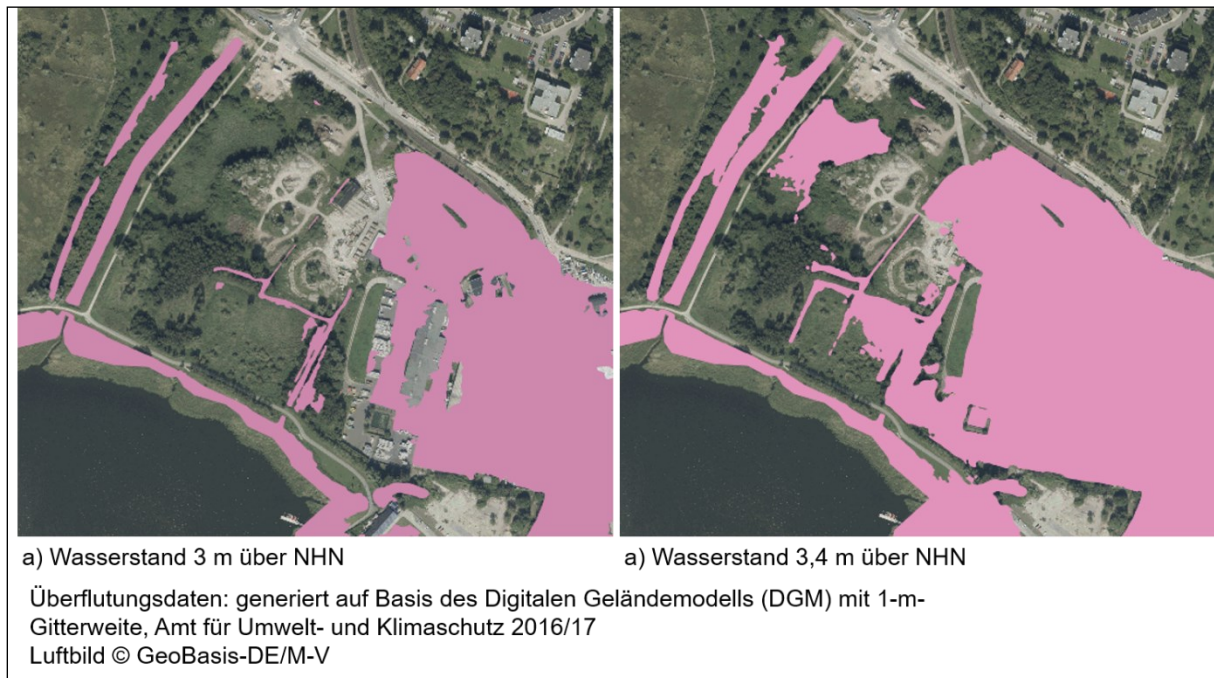 a) Wasserstand 3 m über NHN
a) Wasserstand 3,4 m über NHN
Überflutungsdaten: generiert auf Basis des Digitalen Geländemodells (DGM) mit 1-m-
Gitterweite, Amt für Umwelt- und Klimaschutz 2016/17
Luftbild © GeoBasis-DE/M-V